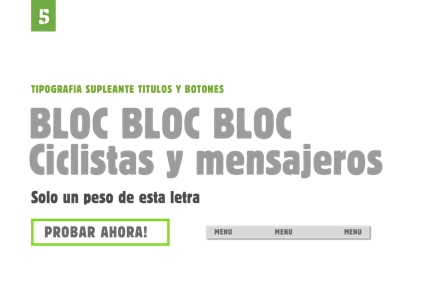 5
TIPOGRAFIA SUPLEANTE TITULOS Y BOTONES
BLOC BLOC BLOC
Ciclistas y mensajeros
Solo un peso de esta letra
PROBAR AHORA!
MENU MENU MENU